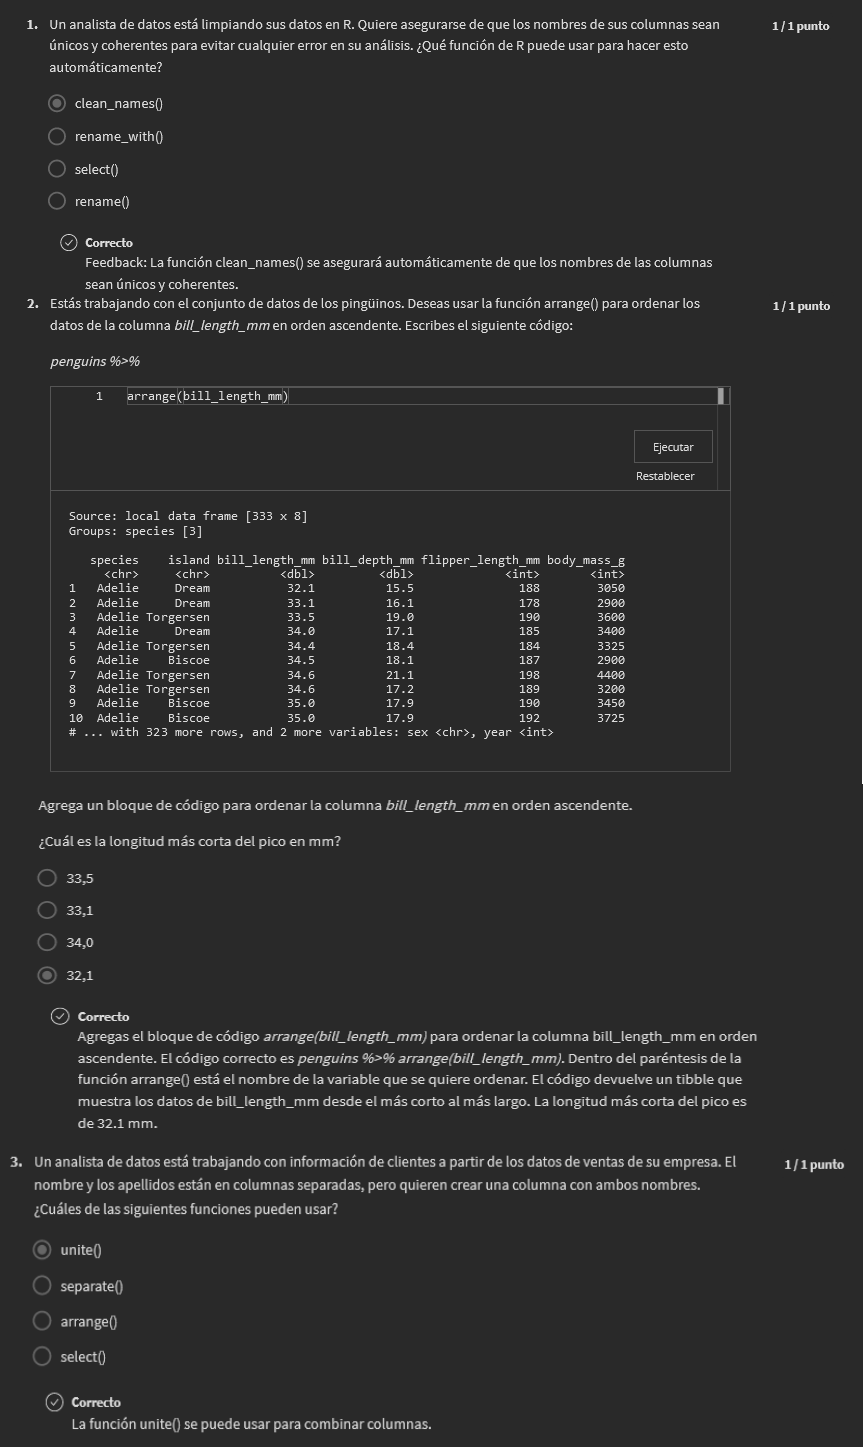 1. Un analista de datos está limpiando sus datos en R. Quiere asegurarse de que los nombres de sus columnas sean
1 / 1 punto
únicos y coherentes para evitar cualquier error en su análisis. ¿Qué función de R puede usar para hacer esto
automáticamente?
clean_names()
rename_with()
select()
rename()
Correcto
Feedback: La función clean_names() se asegurará automáticamente de que los nombres de las columnas
sean únicos y coherentes.
2. Estás trabajando con el conjunto de datos de los pingüinos. Deseas usar la función arrange() para ordenar los
1 / 1 punto
datos de la columna bill_length_mm en orden ascendente. Escribes el siguiente código:
penguins %>%
1 arrange(bill_length_mm)
Ejecutar
Restablecer
Source: local data frame [333 x 8]
Groups: species [3]
species island bill_length_mm bill_depth_mm flipper_length_mm body_mass_g
<chr> <chr> <dbl> <dbl> <int> <int>
1 Adelie Dream 32.1 15.5 188 3050
2 Adelie Dream 33.1 16.1 178 2900
3 Adelie Torgersen 33.5 19.0 190 3600
4 Adelie Dream 34.0 17.1 185 3400
5 Adelie Torgersen 34.4 18.4 184 3325
6 Adelie Biscoe 34.5 18.1 187 2900
7 Adelie Torgersen 34.6 21.1 198 4400
8 Adelie Torgersen 34.6 17.2 189 3200
9 Adelie Biscoe 35.0 17.9 190 3450
10 Adelie Biscoe 35.0 17.9 192 3725
# ... with 323 more rows, and 2 more variables: sex <chr>, year <int>
Agrega un bloque de código para ordenar la columna bill_length_mm en orden ascendente.
¿Cuál es la longitud más corta del pico en mm?
33,5
33,1
34,0
32,1
Correcto
Agregas el bloque de código arrange(bill_length_mm) para ordenar la columna bill_length_mm en orden
ascendente. El código correcto es penguins %>% arrange(bill_length_mm). Dentro del paréntesis de la
función arrange() está el nombre de la variable que se quiere ordenar. El código devuelve un tibble que
muestra los datos de bill_length_mm desde el más corto al más largo. La longitud más corta del pico es
de 32.1 mm.
3. Un analista de datos está trabajando con información de clientes a partir de los datos de ventas de su empresa. El
1 / 1 punto
nombre y los apellidos están en columnas separadas, pero quieren crear una columna con ambos nombres.
¿Cuáles de las siguientes funciones pueden usar?
unite()
separate()
arrange()
select()
Correcto
La función unite() se puede usar para combinar columnas.